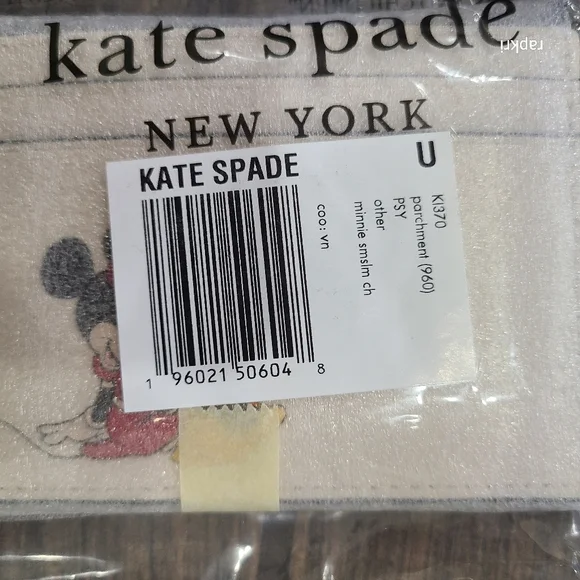 kate spade
rapkri
NEW YORK
KATE SPADE
U
KI370
parchment (960)
PSY
other
minnie smslm ch
coo: vn
1 96021 50604 8